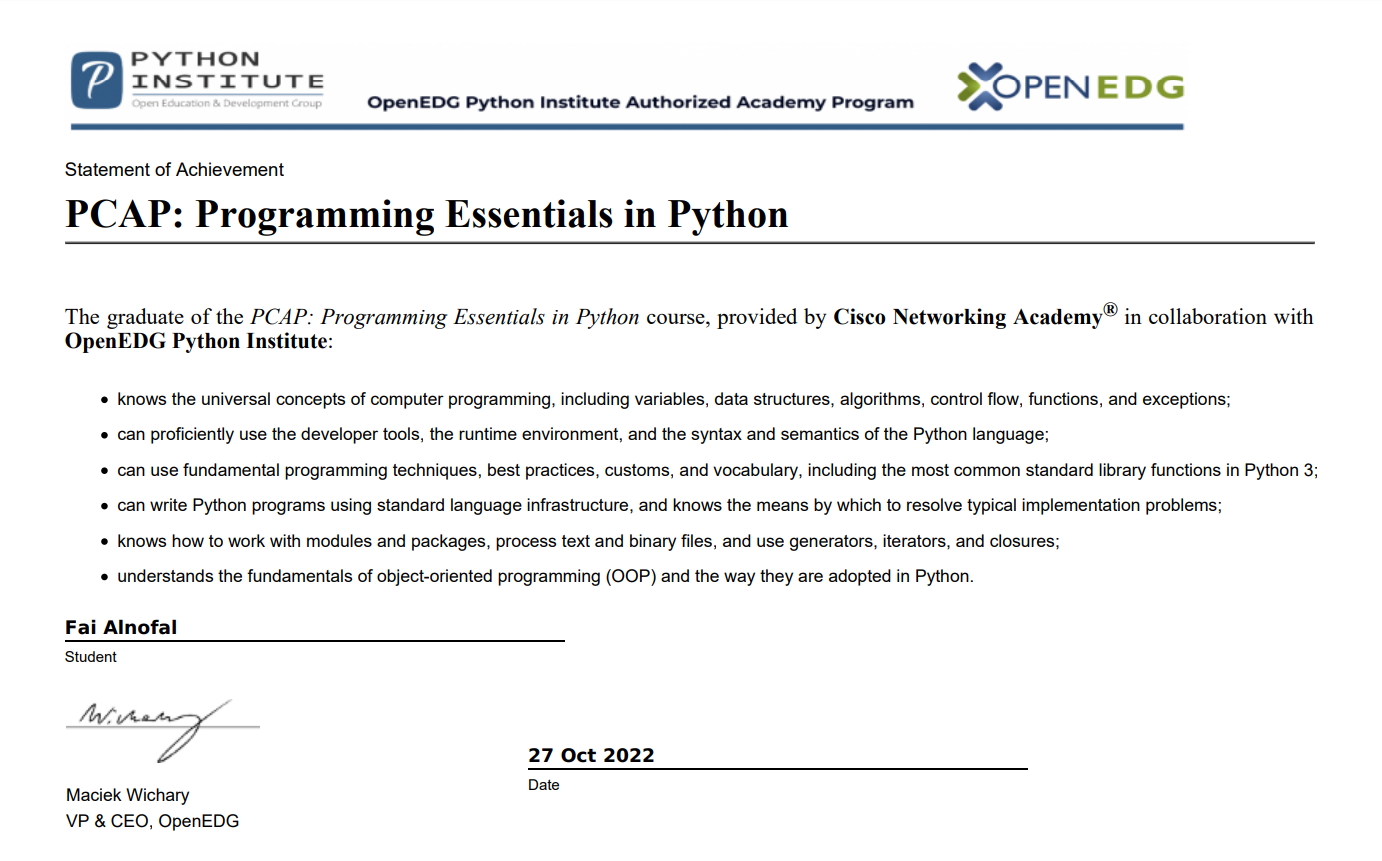 PYTHON
INSTITUTE
Open Education & Development Group
OpenEDG Python Institute Authorized Academy Program
OPENEDG
Statement of Achievement
PCAP: Programming Essentials in Python
The graduate of the PCAP: Programming Essentials in Python course, provided by Cisco Networking Academy® in collaboration with
OpenEDG Python Institute:
• knows the universal concepts of computer programming, including variables, data structures, algorithms, control flow, functions, and exceptions;
• can proficiently use the developer tools, the runtime environment, and the syntax and semantics of the Python language;
• can use fundamental programming techniques, best practices, customs, and vocabulary, including the most common standard library functions in Python 3;
• can write Python programs using standard language infrastructure, and knows the means by which to resolve typical implementation problems;
• knows how to work with modules and packages, process text and binary files, and use generators, iterators, and closures;
• understands the fundamentals of object-oriented programming (OOP) and the way they are adopted in Python.
Fai Alnofal
Student
W. Wichary
27 Oct 2022
Date
Maciek Wichary
VP & CEO, OpenEDG